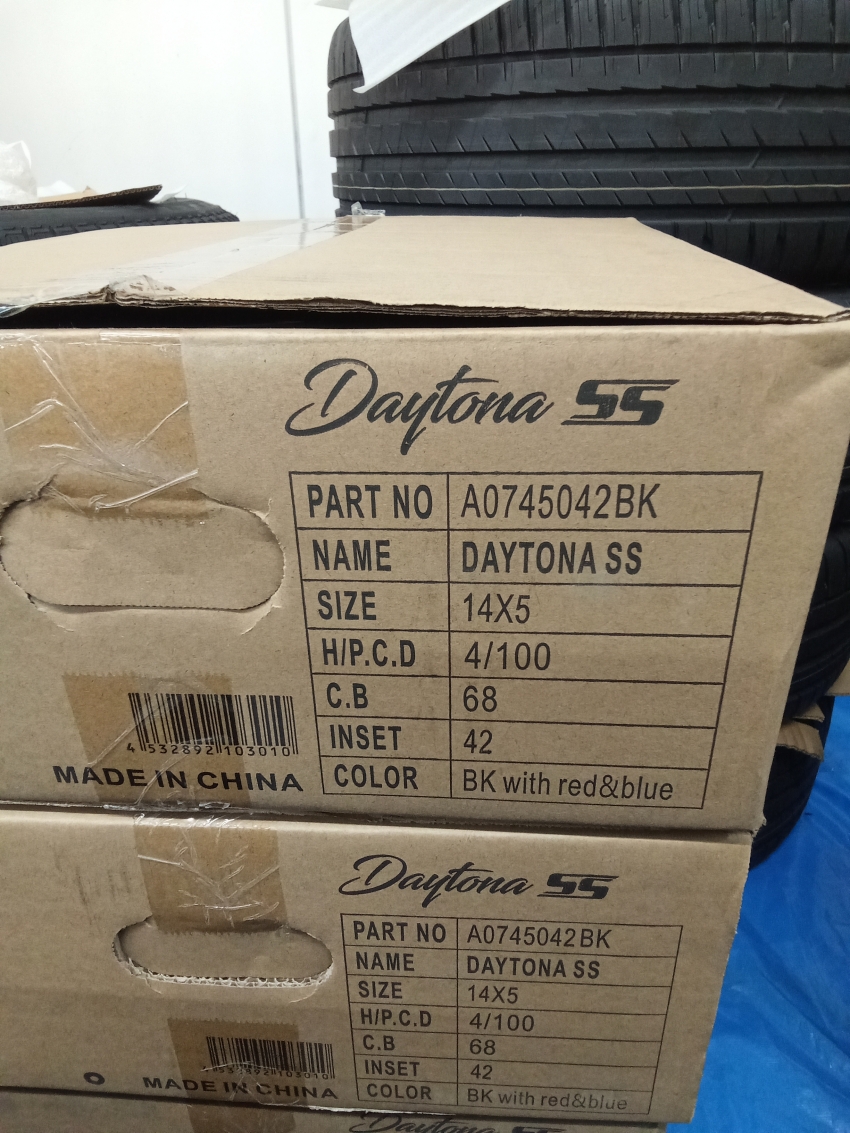 Daytona SS
PART NO A0745042BK
NAME DAYTONA SS
SIZE 14X5
H/P.C.D 4/100
C.B 68
INSET 42
COLOR BK with red&blue
4 532892 103010
MADE IN CHINA
Daytona SS
PART NO A0745042BK
NAME DAYTONA SS
SIZE 14X5
H/P.C.D 4/100
C.B 68
INSET 42
COLOR BK with red&blue
MADE IN CHINA
Daytona SS